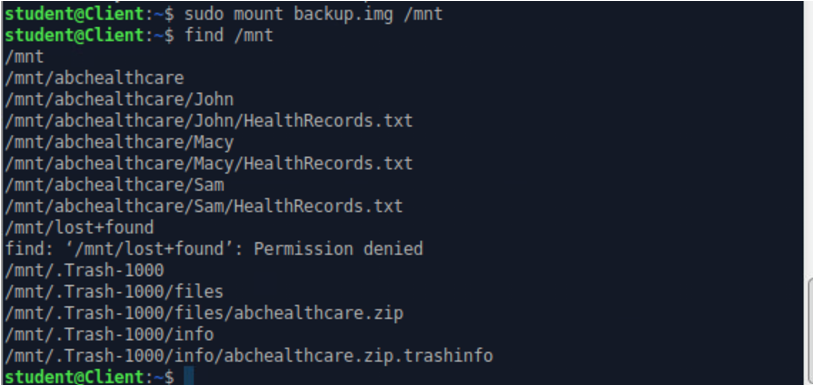 student@Client:~$ sudo mount backup.img /mnt
student@Client:~$ find /mnt
/mnt
/mnt/abchealthcare
/mnt/abchealthcare/John
/mnt/abchealthcare/John/HealthRecords.txt
/mnt/abchealthcare/Macy
/mnt/abchealthcare/Macy/HealthRecords.txt
/mnt/abchealthcare/Sam
/mnt/abchealthcare/Sam/HealthRecords.txt
/mnt/lost+found
find: ‘/mnt/lost+found’: Permission denied
/mnt/.Trash-1000
/mnt/.Trash-1000/files
/mnt/.Trash-1000/files/abchealthcare.zip
/mnt/.Trash-1000/info
/mnt/.Trash-1000/info/abchealthcare.zip.trashinfo
student@Client:~$